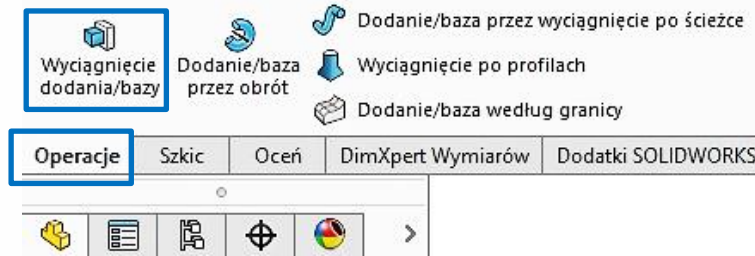 Wyciągnięcie
dodania/bazy
Dodanie/baza
przez obrót
Dodanie/baza przez wyciągnięcie po ścieżce
Wyciągnięcie po profilach
Dodanie/baza według granicy
Operacje
Szkic
Oceń
DimXpert Wymiarów
Dodatki SOLIDWORKS